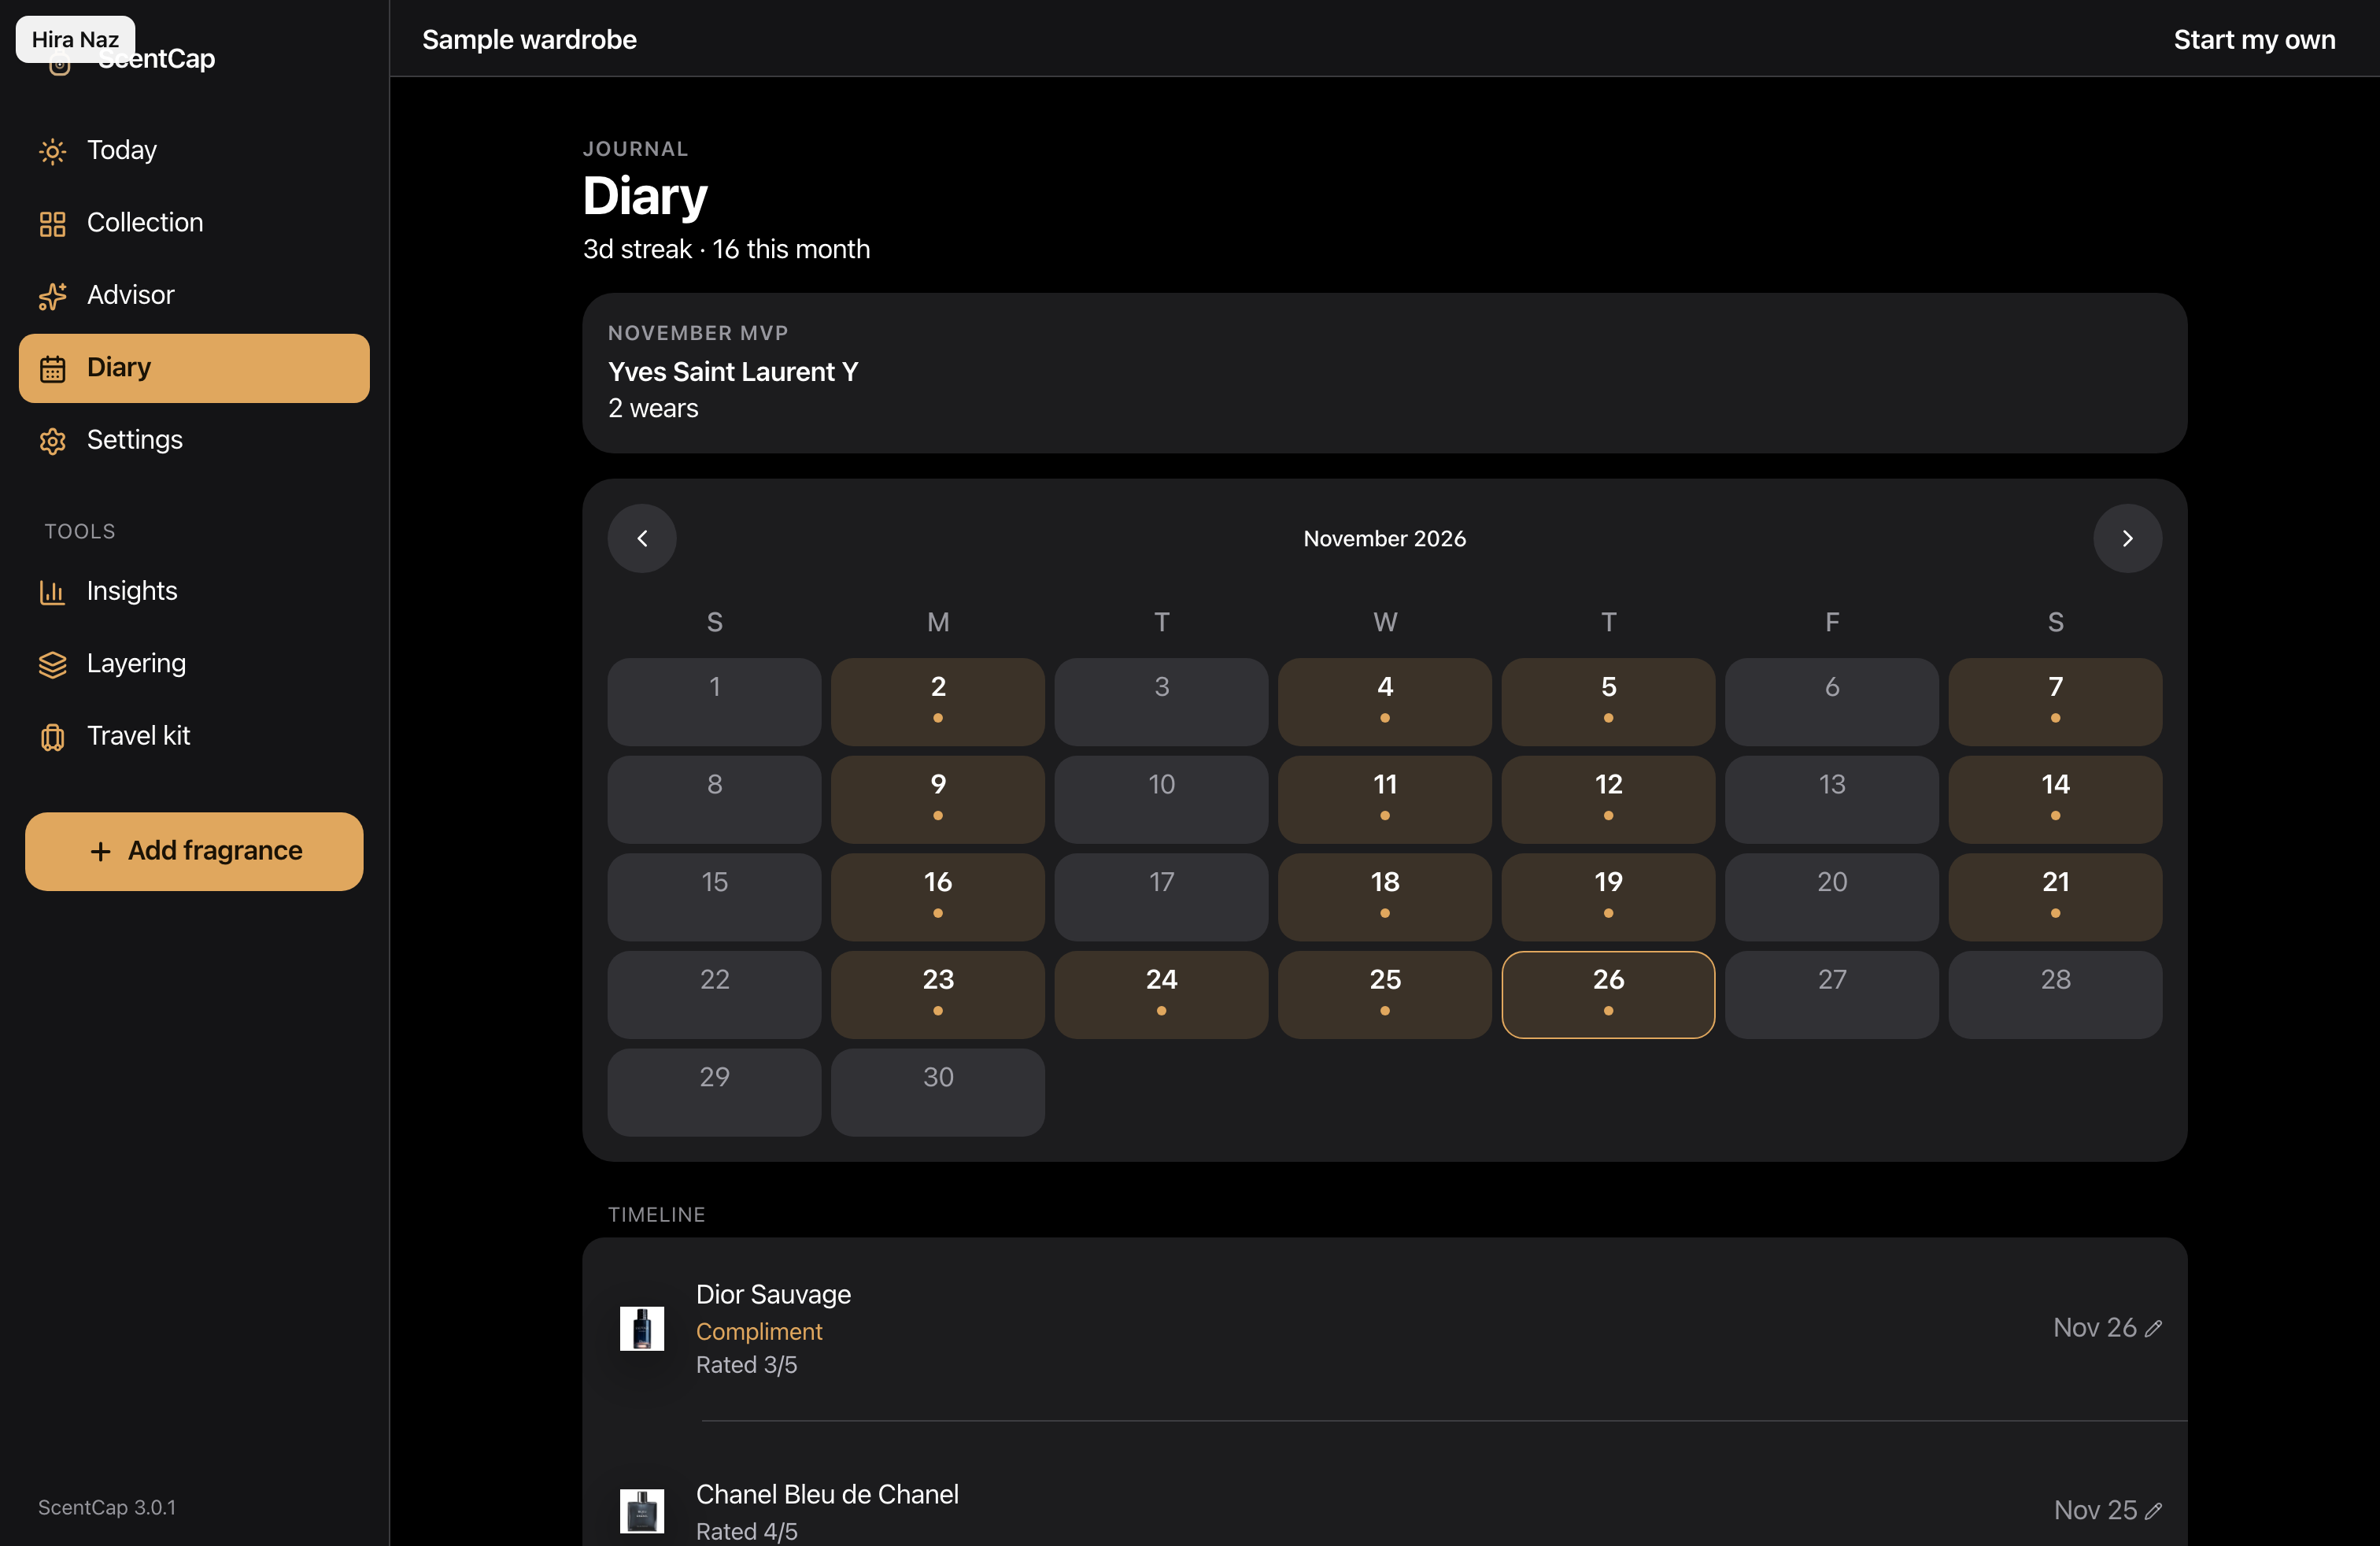 Hira Naz
ScentCap
Today
Collection
Advisor
Diary
Settings
TOOLS
Insights
Layering
Travel kit
+ Add fragrance
ScentCap 3.0.1
Sample wardrobe
Start my own
JOURNAL
Diary
3d streak · 16 this month
NOVEMBER MVP
Yves Saint Laurent Y
2 wears
November 2026
S M T W T F S
1 2 3 4 5 6 7
8 9 10 11 12 13 14
15 16 17 18 19 20 21
22 23 24 25 26 27 28
29 30
TIMELINE
Dior Sauvage
Compliment
Rated 3/5
Nov 26
Chanel Bleu de Chanel
Rated 4/5
Nov 25